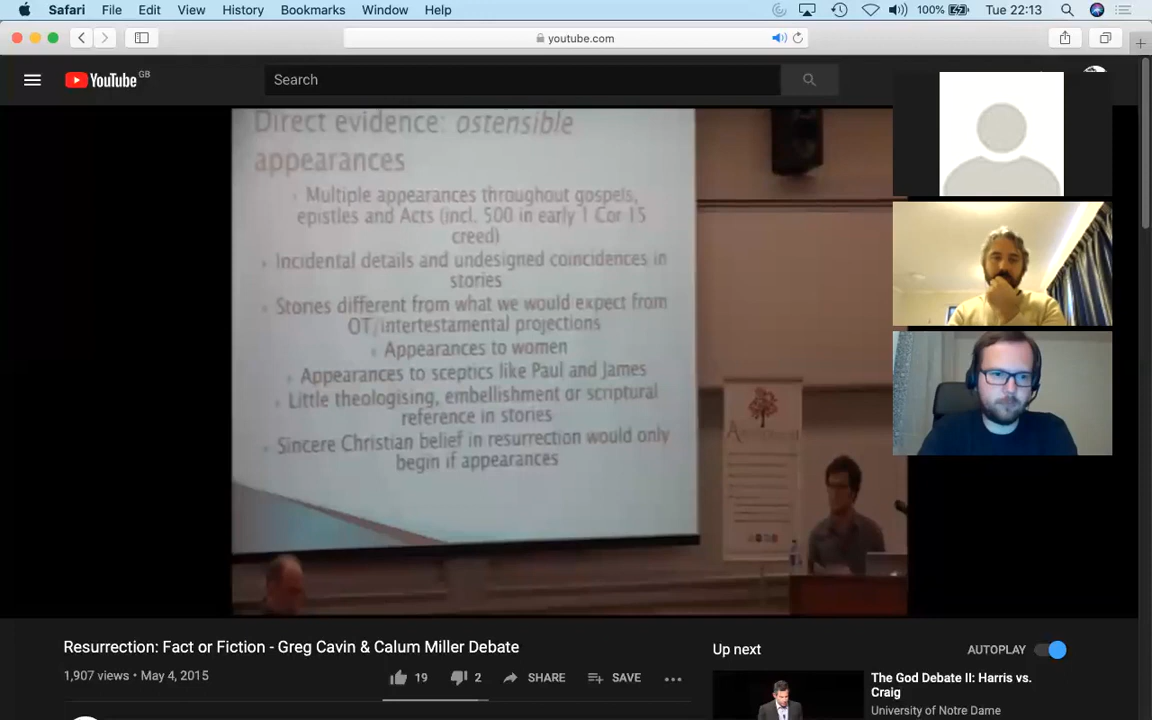 Safari File Edit View History Bookmarks Window Help
100% Tue 22:13
youtube.com
YouTube GB
Search
Direct evidence: ostensible
appearances
Multiple appearances throughout gospels,
epistles and Acts (incl. 500 in early 1 Cor 15
creed)
Incidental details and undesigned coincidences in
stories
Stories different from what we would expect from
OT/intertestamental projections
Appearances to women
Appearances to sceptics like Paul and James
Little theologising, embellishment or scriptural
reference in stories
Sincere Christian belief in resurrection would only
begin if appearances
Resurrection: Fact or Fiction - Greg Cavin & Calum Miller Debate
1,907 views • May 4, 2015
19 2 SHARE SAVE
Up next
AUTOPLAY
The God Debate II: Harris vs.
Craig
University of Notre Dame